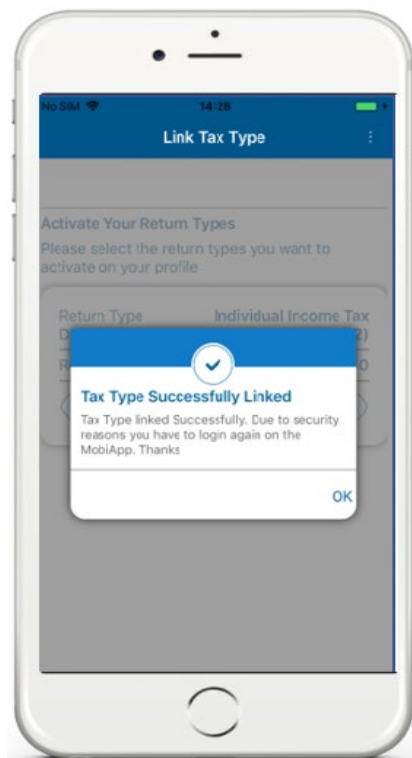 No SIM 14:28
Link Tax Type
Activate Your Return Types
Please select the return types you want to
activate on your profile
Return Type Individual Income Tax
2)
0
Tax Type Successfully Linked
Tax Type linked Successfully. Due to security
reasons you have to login again on the
MobiApp. Thanks
OK